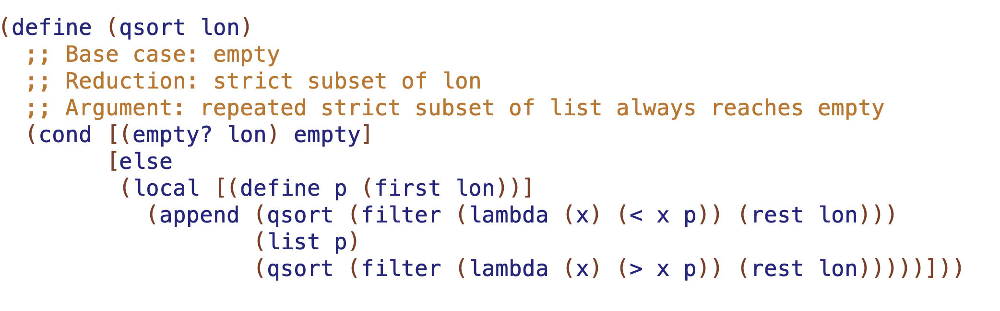 (define (qsort lon)
  ;; Base case: empty
  ;; Reduction: strict subset of lon
  ;; Argument: repeated strict subset of list always reaches empty
  (cond [(empty? lon) empty]
        [else
         (local [(define p (first lon))]
           (append (qsort (filter (lambda (x) (< x p)) (rest lon)))
                   (list p)
                   (qsort (filter (lambda (x) (> x p)) (rest lon)))))]))